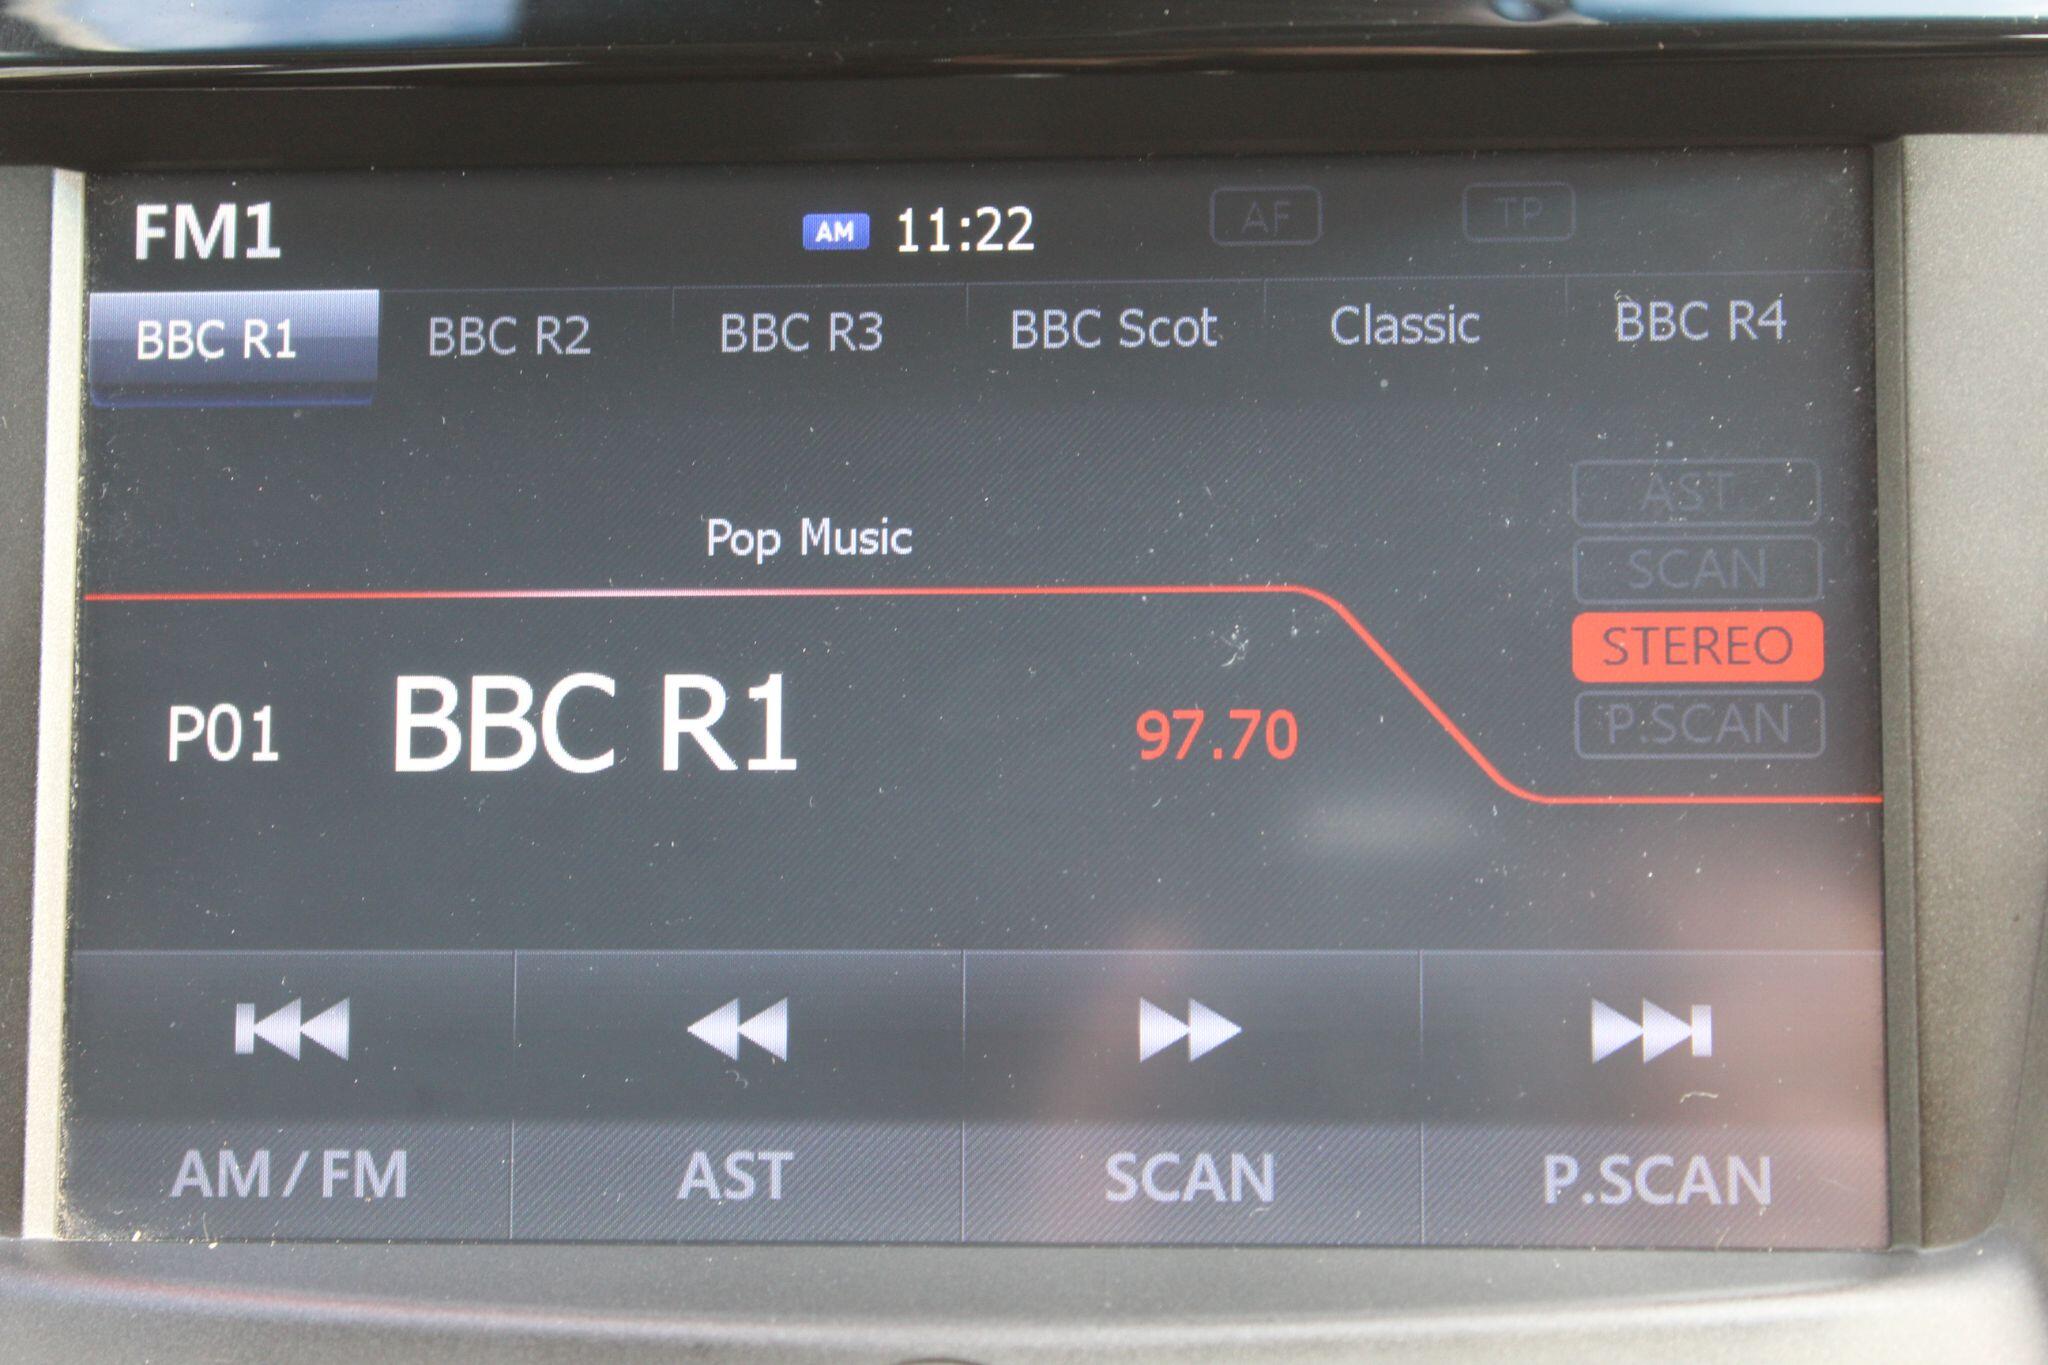 FM1 AM 11:22 AF TP
BBC R1 BBC R2 BBC R3 BBC Scot Classic BBC R4
AST
Pop Music
SCAN
STEREO
P01 BBC R1 97.70
P.SCAN
AM/FM AST SCAN P.SCAN